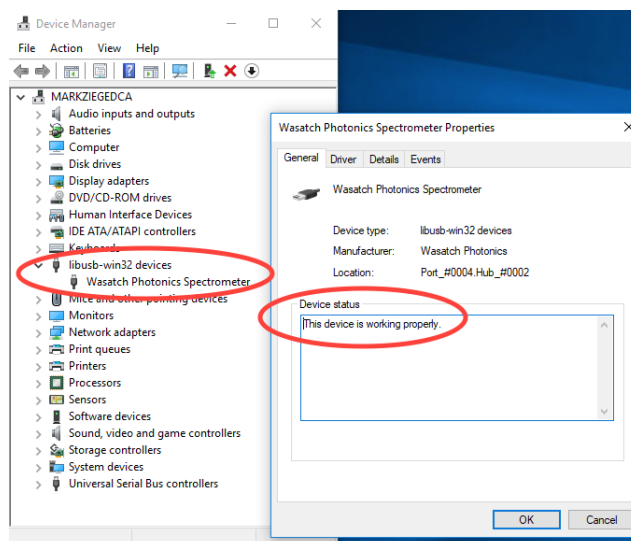 Device Manager
File Action View Help
MARKZIEGEDCA
Audio inputs and outputs
Batteries
Computer
Disk drives
Display adapters
DVD/CD-ROM drives
Human Interface Devices
IDE ATA/ATAPI controllers
Keyboards
libusb-win32 devices
Wasatch Photonics Spectrometer
Mice and other pointing devices
Monitors
Network adapters
Print queues
Printers
Processors
Sensors
Software devices
Sound, video and game controllers
Storage controllers
System devices
Universal Serial Bus controllers
Wasatch Photonics Spectrometer Properties
General Driver Details Events
Wasatch Photonics Spectrometer
Device type: libusb-win32 devices
Manufacturer: Wasatch Photonics
Location: Port_#0004.Hub_#0002
Device status
This device is working properly.
OK Cancel